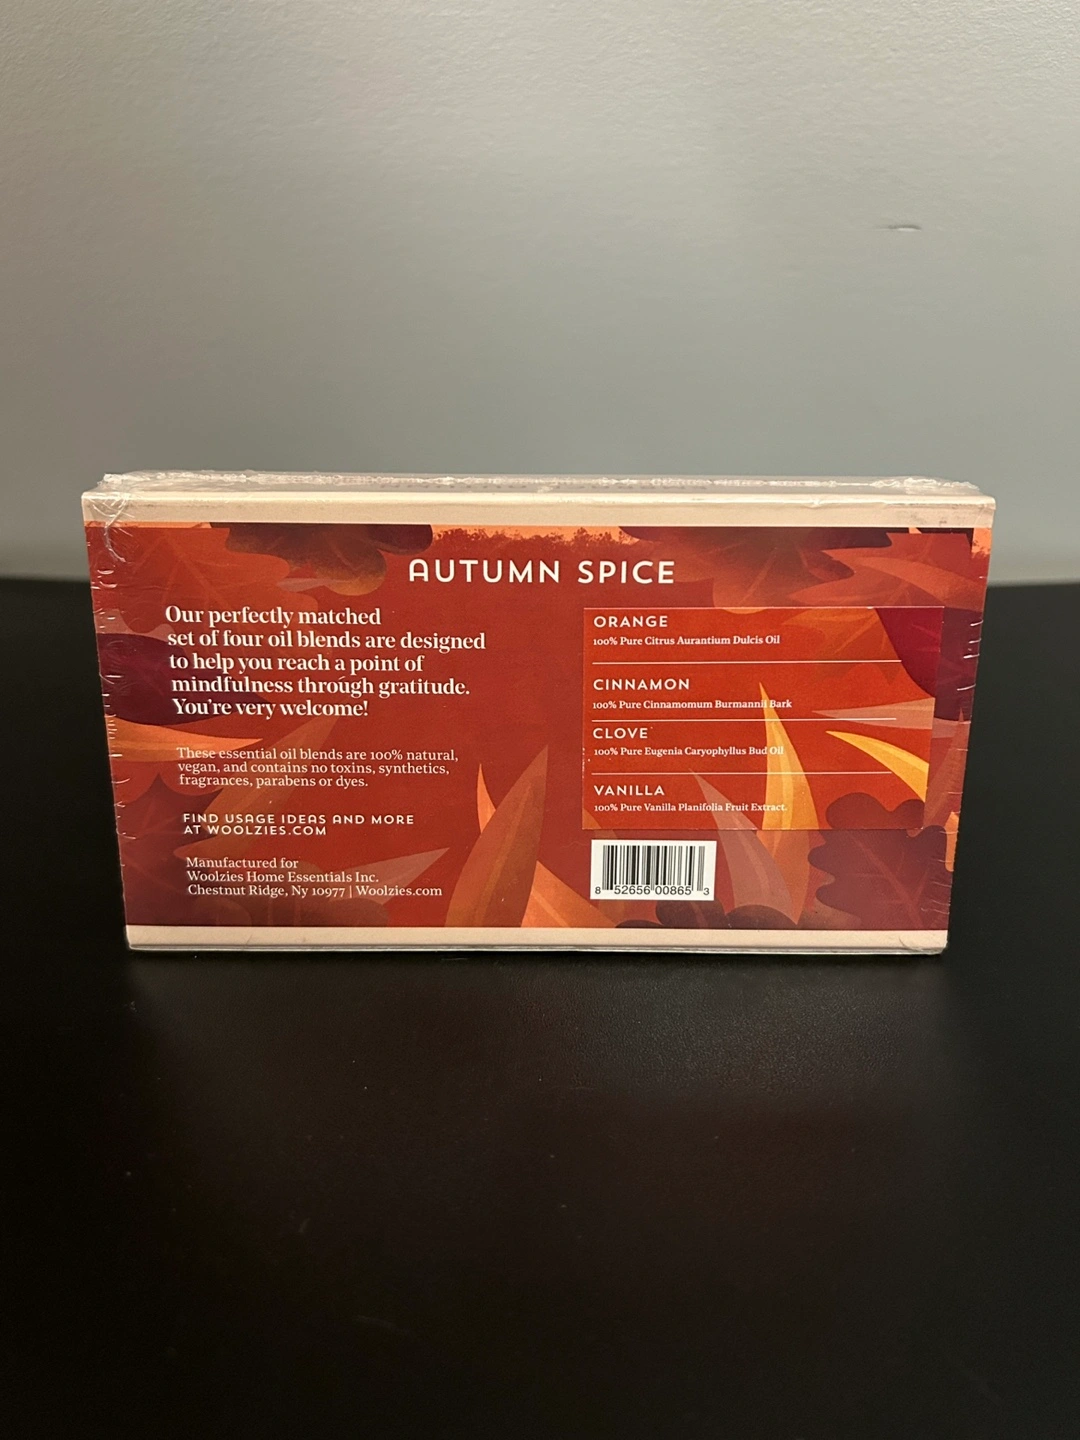 AUTUMN SPICE
Our perfectly matched
set of four oil blends are designed
to help you reach a point of
mindfulness through gratitude.
You're very welcome!
These essential oil blends are 100% natural,
vegan, and contains no toxins, synthetics,
fragrances, parabens or dyes.
FIND USAGE IDEAS AND MORE
AT WOOLZIES.COM
Manufactured for
Woolzies Home Essentials Inc.
Chestnut Ridge, Ny 10977 | Woolzies.com
ORANGE
100% Pure Citrus Aurantium Dulcis Oil
CINNAMON
100% Pure Cinnamomum Burmannii Bark
CLOVE
100% Pure Eugenia Caryophyllus Bud Oil
VANILLA
100% Pure Vanilla Planifolia Fruit Extract.
8 52656 00865 3